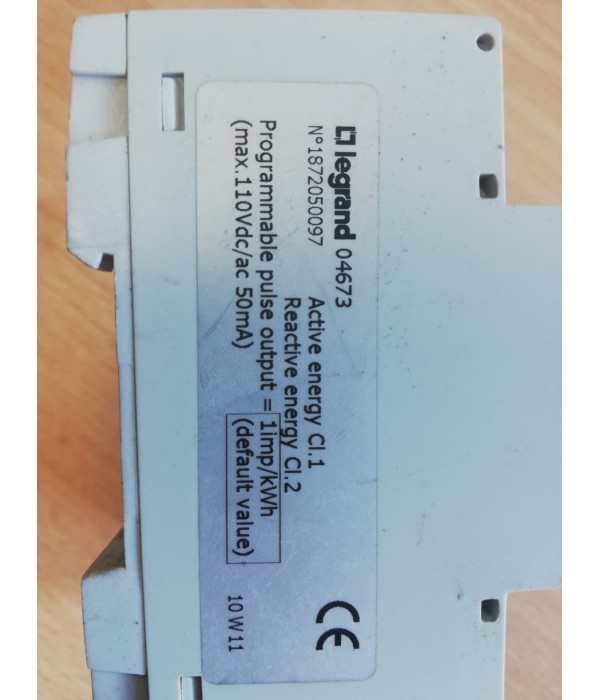 legrand 04673
N°1872050097
Active energy Cl.1
Reactive energy Cl.2
Programmable pulse output = 1imp/kWh
(max.110Vdc/ac 50mA) (default value)
CE
10 W 11